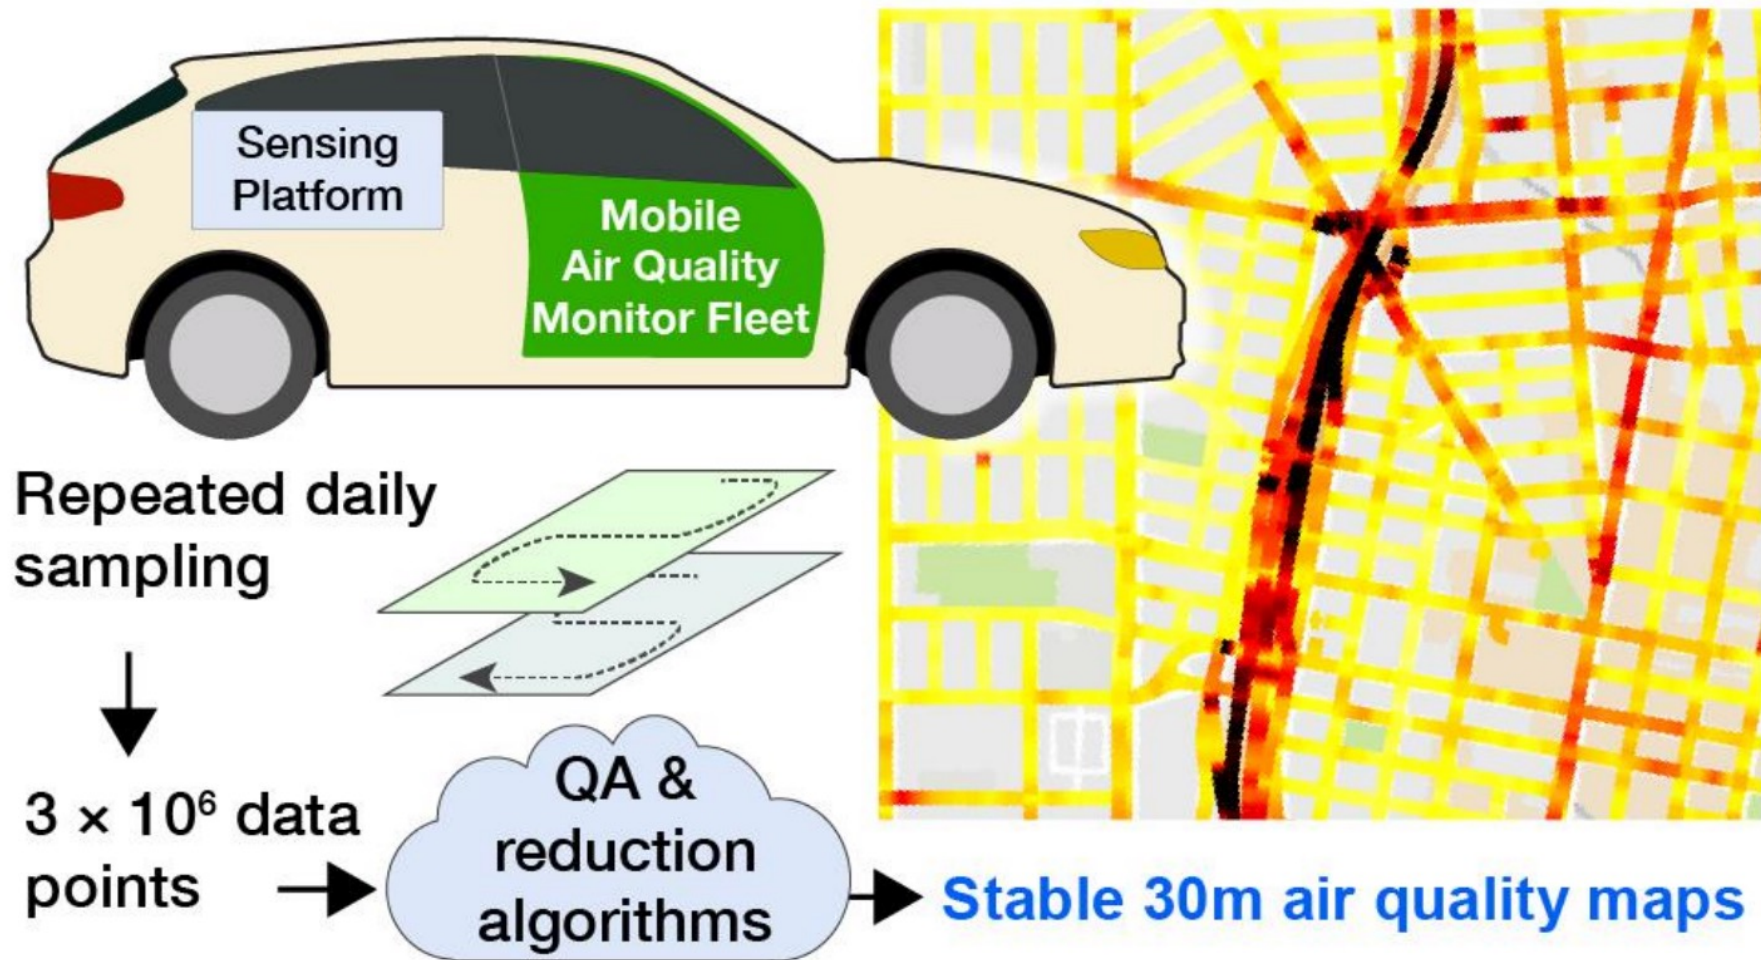 Sensing
Platform
Mobile
Air Quality
Monitor Fleet
Repeated daily
sampling
3 × 10⁶ data
points
QA &
reduction
algorithms
Stable 30m air quality maps